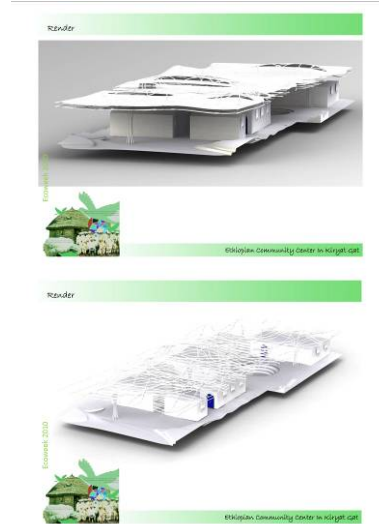 Render
Ecoweek 2010
Ethiopian Community Center In Kiryat Gat
Render
Ecoweek 2010
Ethiopian Community Center In Kiryat Gat